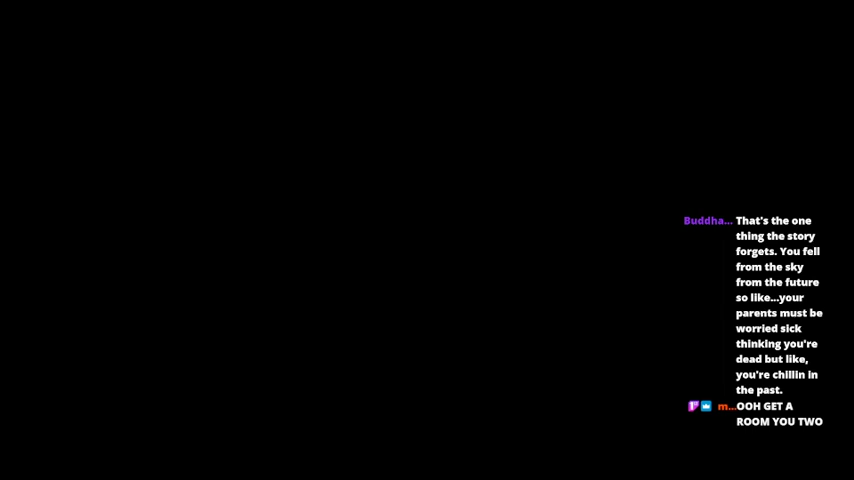 Buddha... That's the one
thing the story
forgets. You fell
from the sky
from the future
so like...your
parents must be
worried sick
thinking you're
dead but like,
you're chillin in
the past.
m...OOH GET A
ROOM YOU TWO